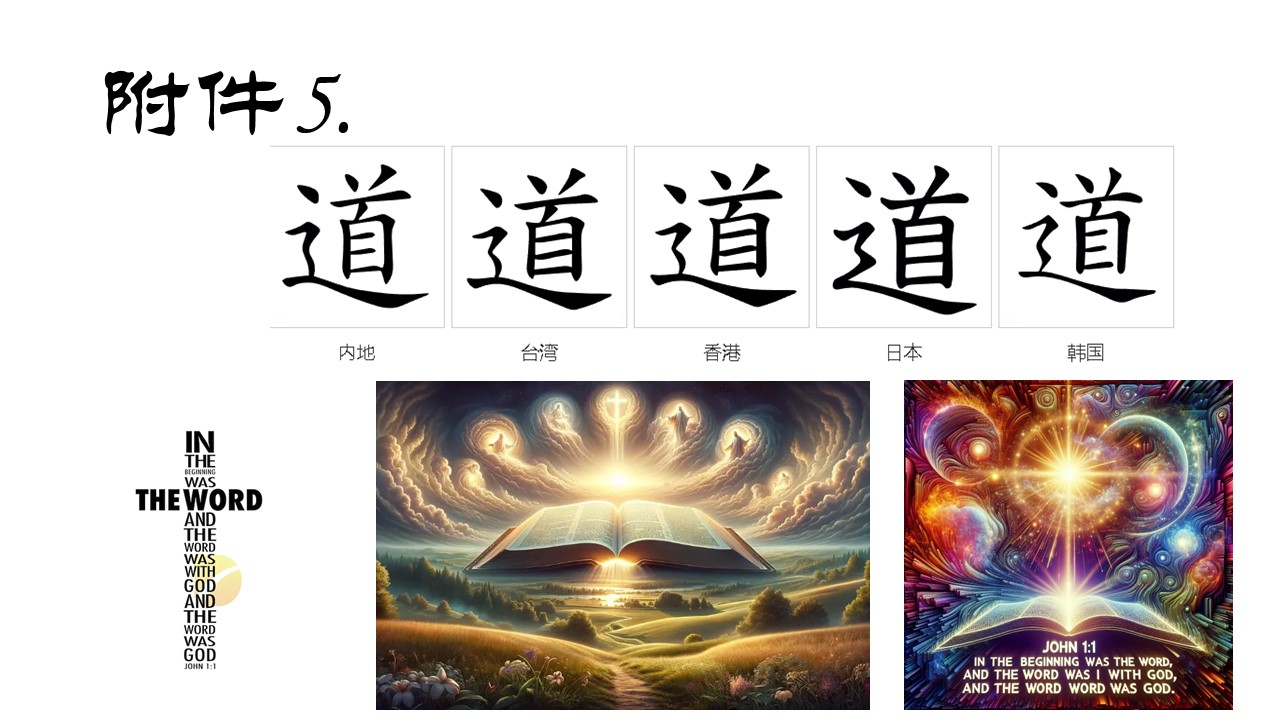 附件 5.
道 道 道 道 道
内地 台湾 香港 日本 韩国
IN
THE
BEGINNING
WAS
THE WORD
AND
THE
WORD
WAS
WITH
GOD
AND
THE
WORD
WAS
GOD
JOHN 1:1
JOHN 1:1
IN THE BEGINNING WAS THE WORD,
AND THE WORD WAS I WITH GOD,
AND THE WORD WORD WAS GOD.